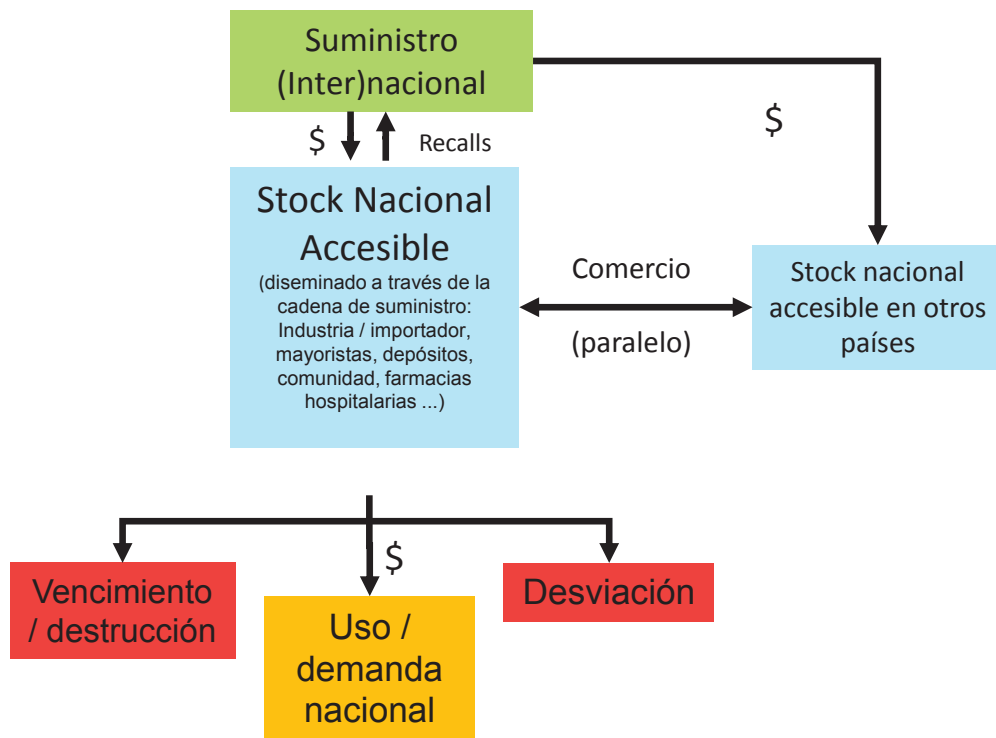 Suministro
(Inter)nacional
$
Recalls
$
Stock Nacional
Accesible
(diseminado a través de la
cadena de suministro:
Industria / importador,
mayoristas, depósitos,
comunidad, farmacias
hospitalarias ...)
Comercio
(paralelo)
Stock nacional
accesible en otros
países
$
Vencimiento
/ destrucción
Uso /
demanda
nacional
Desviación